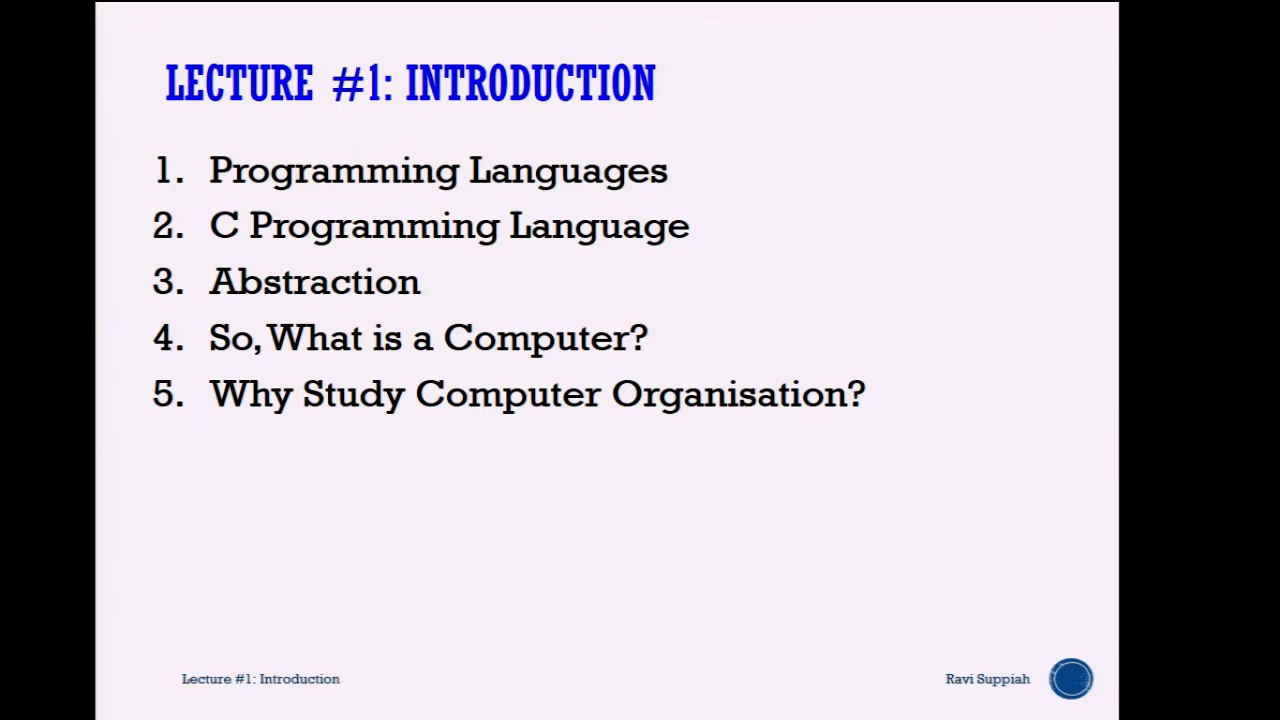 LECTURE #1: INTRODUCTION
1. Programming Languages
2. C Programming Language
3. Abstraction
4. So, What is a Computer?
5. Why Study Computer Organisation?
Lecture #1: Introduction
Ravi Suppiah